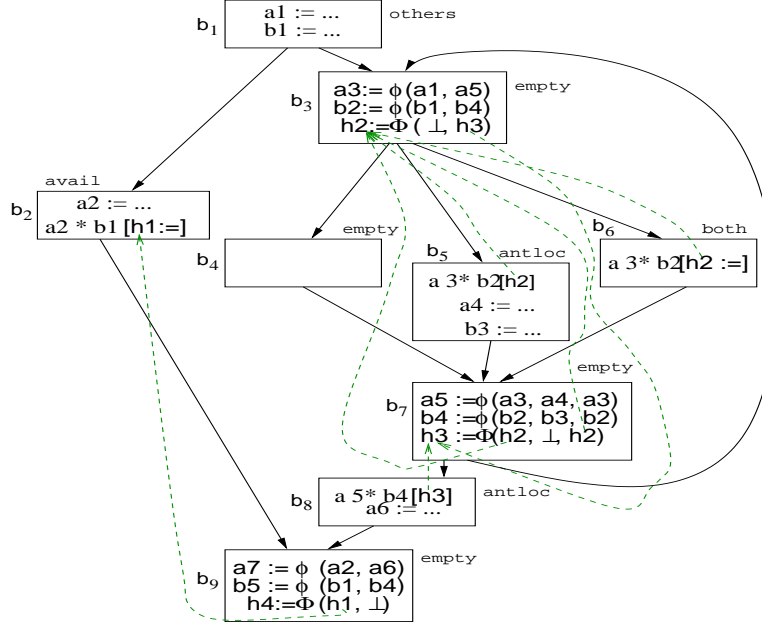 a1 := ...
b1 := ...
b1
others
a3:= ϕ(a1, a5)
b2:= ϕ(b1, b4)
h2:=Φ ( ⊥, h3)
b3
empty
avail
a2 := ...
a2 * b1 [h1:=]
b2
empty
b4
antloc
b5
a 3* b2[h2]
a4 := ...
b3 := ...
both
b6
a 3* b2[h2 :=]
empty
b7
a5 :=ϕ(a3, a4, a3)
b4 :=ϕ(b2, b3, b2)
h3 :=Φ(h2, ⊥, h2)
b8
a 5* b4[h3]
a6 := ...
antloc
b9
a7 := ϕ (a2, a6)
b5 := ϕ (b1, b4)
h4:=Φ (h1, ⊥)
empty